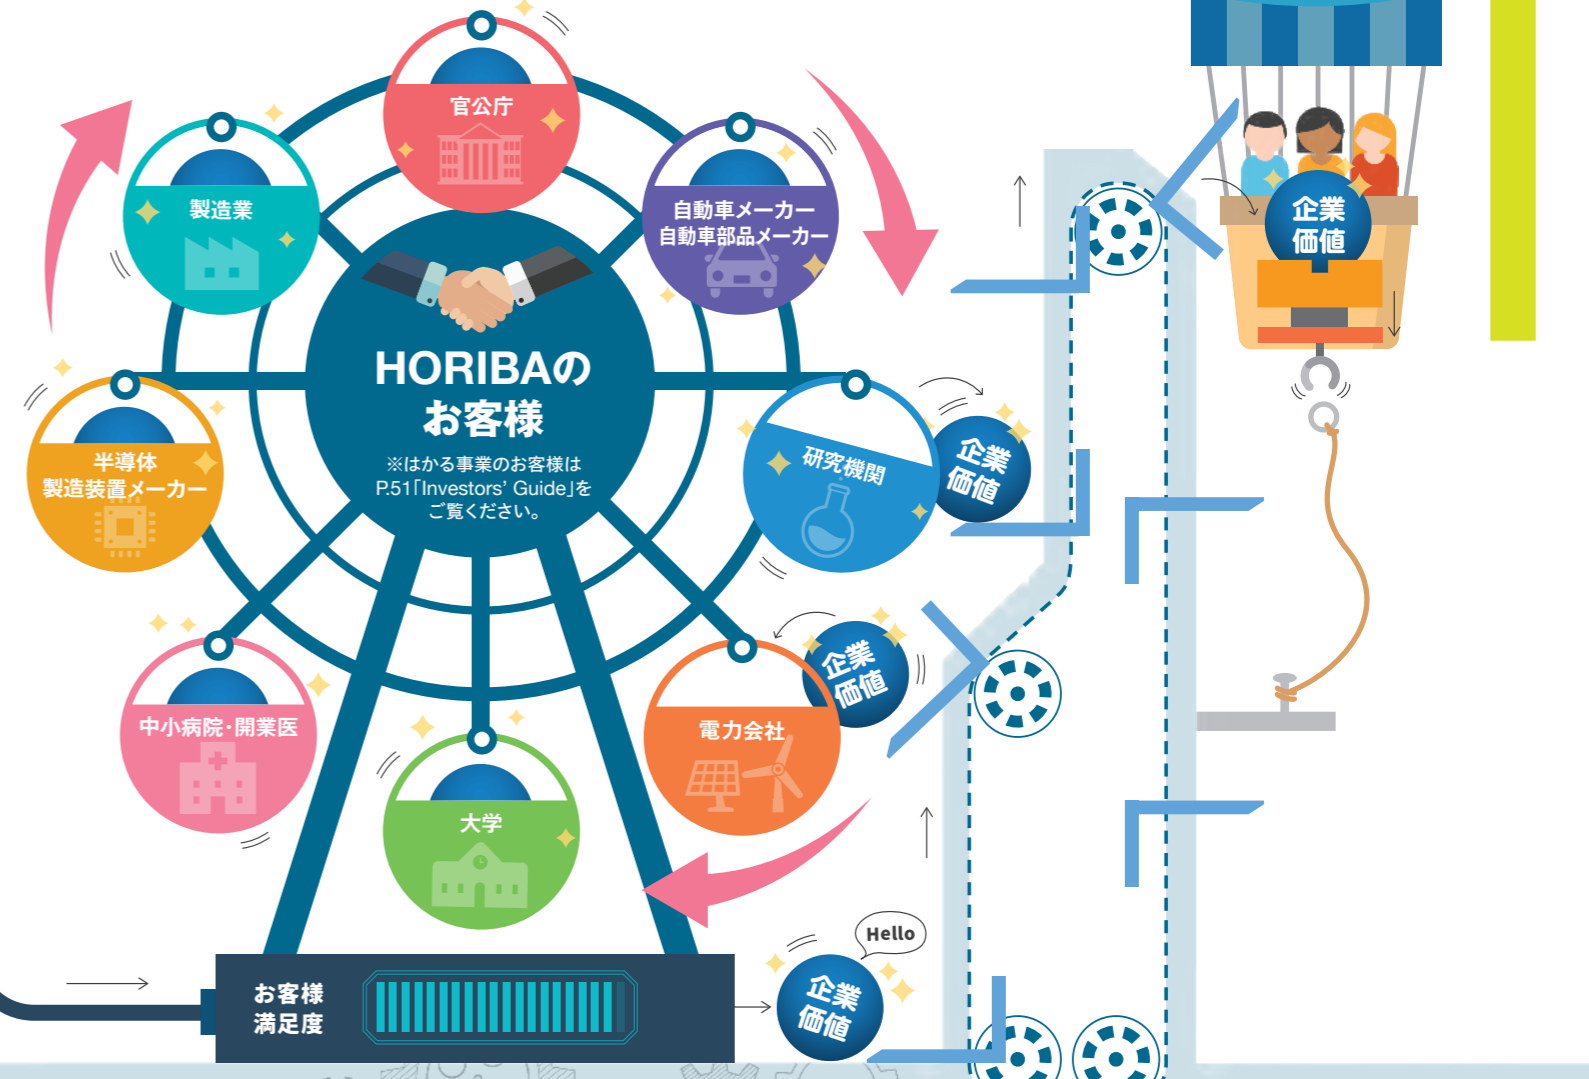 官公庁
製造業
自動車メーカー
自動車部品メーカー
企業
価値
HORIBAの
お客様
※はかる事業のお客様は
P.51「Investors’ Guide」を
ご覧ください。
半導体
製造装置メーカー
研究機関
企業
価値
企業
価値
中小病院・開業医
電力会社
大学
Hello
お客様
満足度
企業
価値